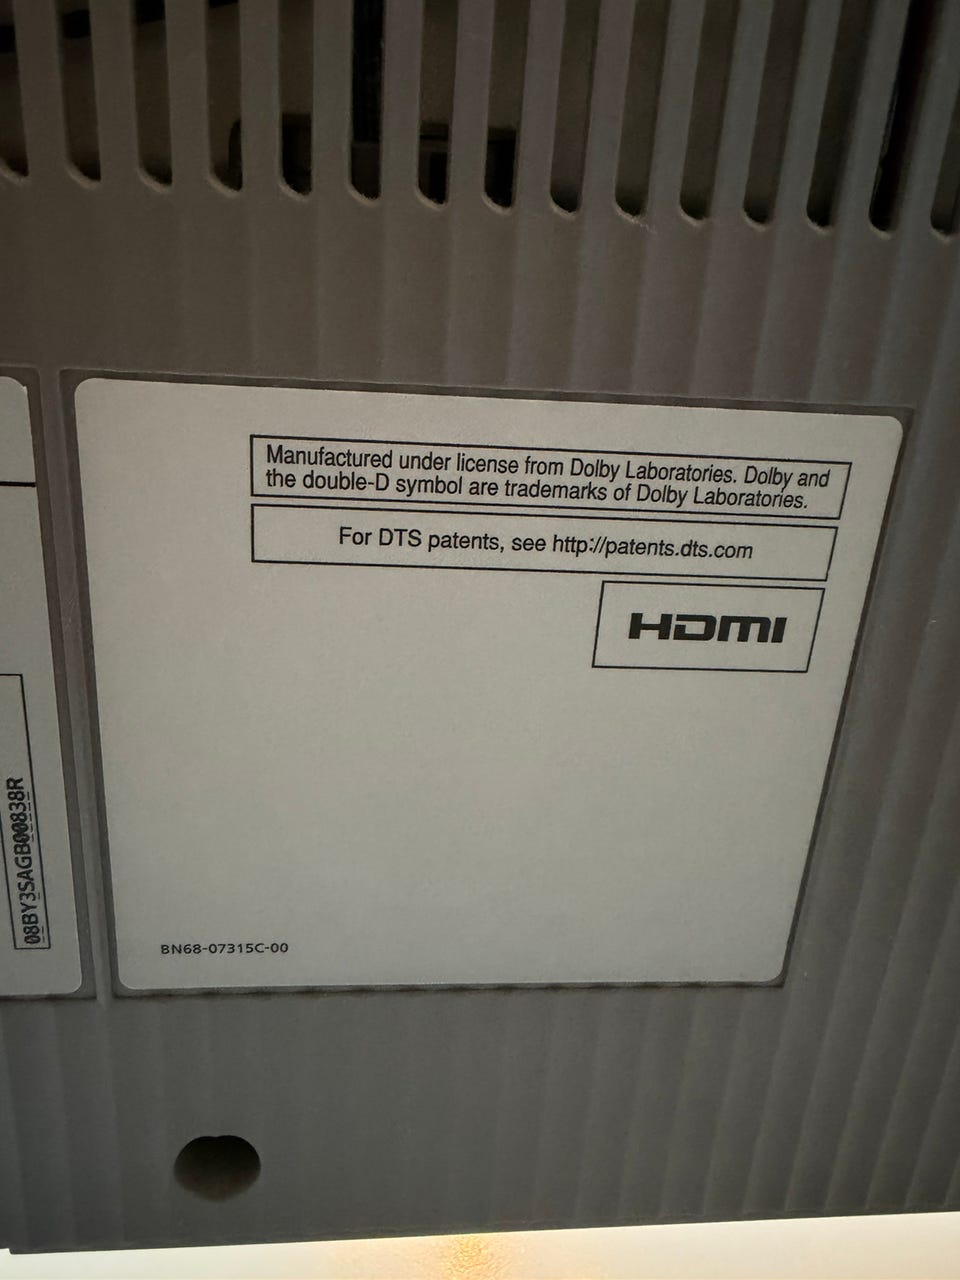 Manufactured under license from Dolby Laboratories. Dolby and
the double-D symbol are trademarks of Dolby Laboratories.
For DTS patents, see http://patents.dts.com
HDMI
08BY3SAGB00838R
BN68-07315C-00